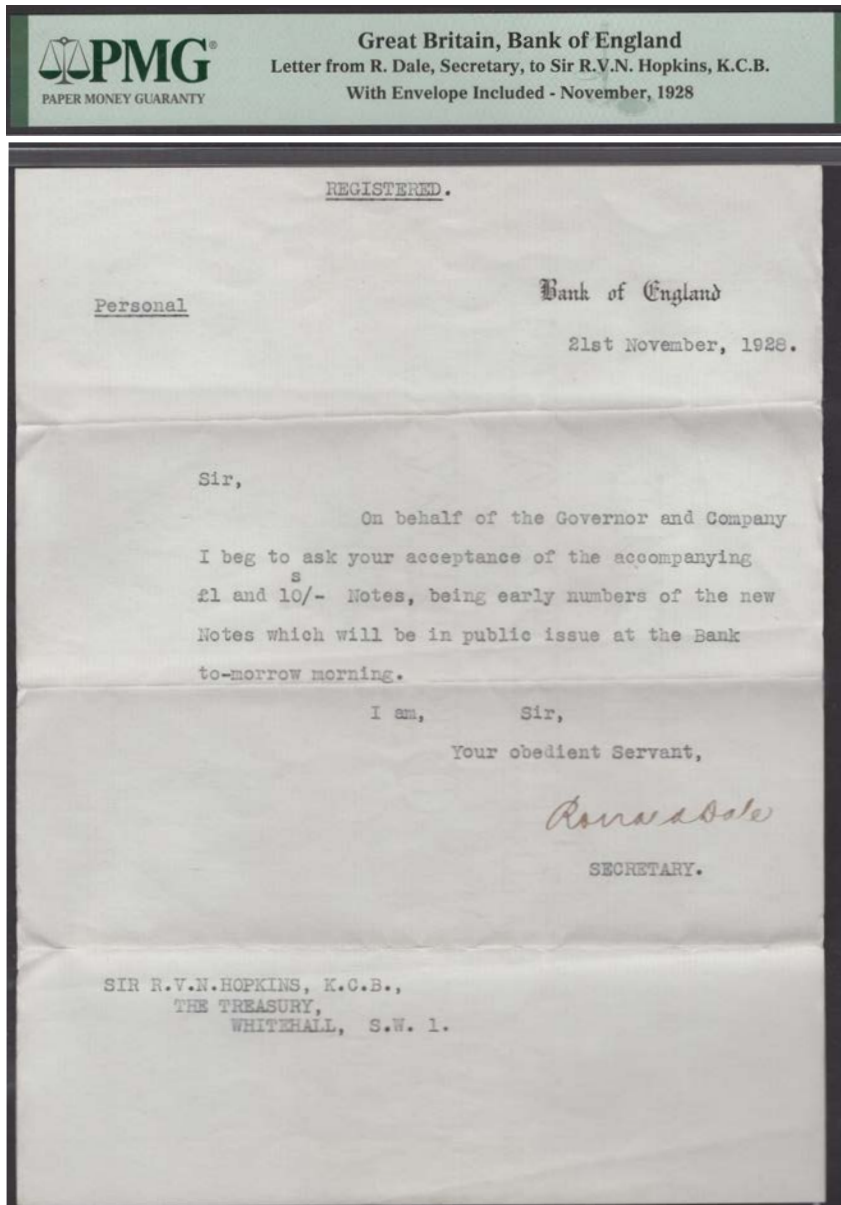 PMG®
PAPER MONEY GUARANTY
Great Britain, Bank of England
Letter from R. Dale, Secretary, to Sir R.V.N. Hopkins, K.C.B.
With Envelope Included - November, 1928
REGISTERED.
Personal
Bank of England
21st November, 1928.
Sir,
On behalf of the Governor and Company
I beg to ask your acceptance of the accompanying
s
£1 and 10/- Notes, being early numbers of the new
Notes which will be in public issue at the Bank
to-morrow morning.
I am, Sir,
Your obedient Servant,
Ronald Dale
SECRETARY.
SIR R.V.N.HOPKINS, K.C.B.,
THE TREASURY,
WHITEHALL, S.W. 1.